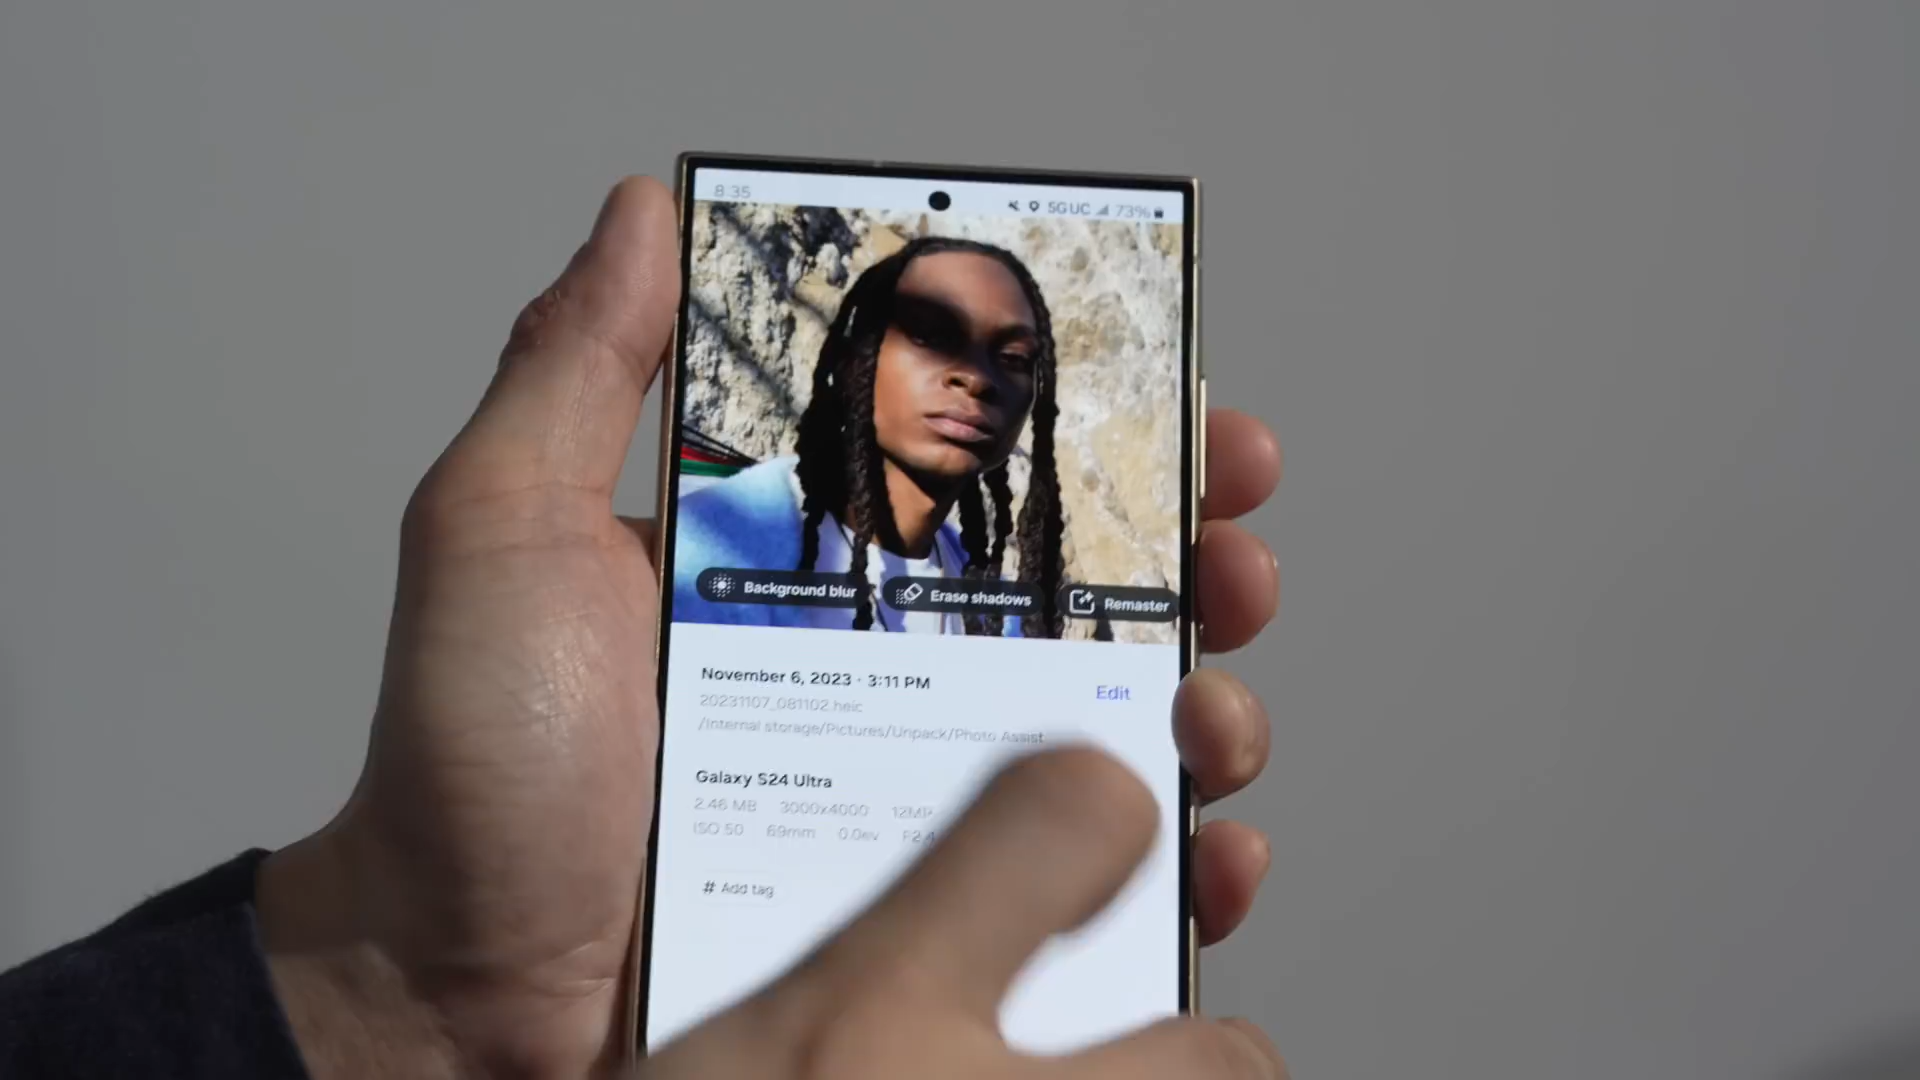 8:35 5G UC 73%
Background blur Erase shadows Remaster
November 6, 2023 · 3:11 PM Edit
20231107_081102.heic
/Internal storage/Pictures/Unpack/Photo Assist
Galaxy S24 Ultra
2.46 MB 3000x4000 12MP
ISO 50 69mm 0.0ev F2.4
# Add tag